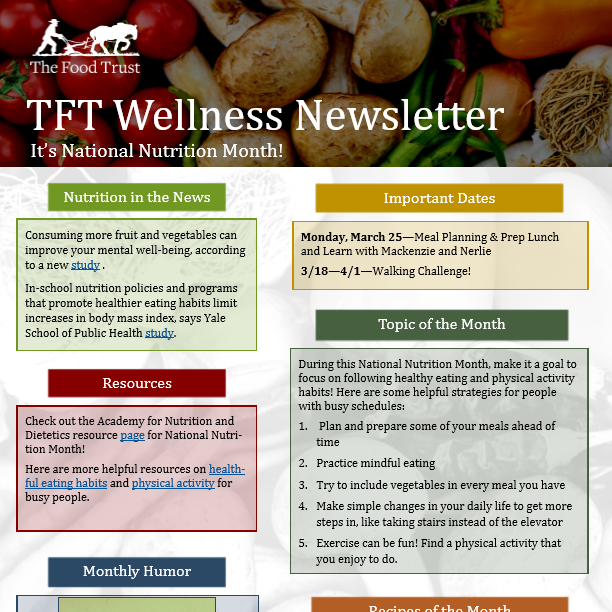 The Food Trust
TFT Wellness Newsletter
It's National Nutrition Month!
Nutrition in the News
Consuming more fruit and vegetables can
improve your mental well-being, according
to a new study .
In-school nutrition policies and programs
that promote healthier eating habits limit
increases in body mass index, says Yale
School of Public Health study.
Resources
Check out the Academy for Nutrition and
Dietetics resource page for National Nutri-
tion Month!
Here are more helpful resources on health-
ful eating habits and physical activity for
busy people.
Monthly Humor
Important Dates
Monday, March 25—Meal Planning & Prep Lunch
and Learn with Mackenzie and Nerlie
3/18—4/1—Walking Challenge!
Topic of the Month
During this National Nutrition Month, make it a goal to
focus on following healthy eating and physical activity
habits! Here are some helpful strategies for people
with busy schedules:
1. Plan and prepare some of your meals ahead of
time
2. Practice mindful eating
3. Try to include vegetables in every meal you have
4. Make simple changes in your daily life to get more
steps in, like taking stairs instead of the elevator
5. Exercise can be fun! Find a physical activity that
you enjoy to do.
Recipes of the Month